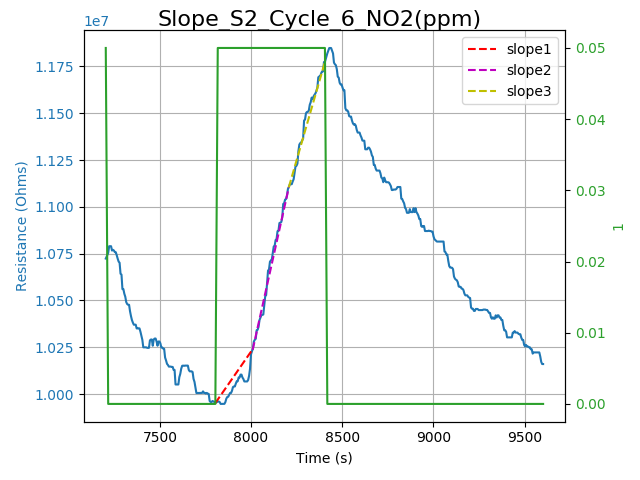 Slope_S2_Cycle_6_NO2(ppm)
1e7
slope1
slope2
slope3
1.175
1.150
1.125
1.100
1.075
1.050
1.025
1.000
Resistance (Ohms)
0.05
0.04
0.03
0.02
0.01
0.00
1
7500
8000
8500
9000
9500
Time (s)